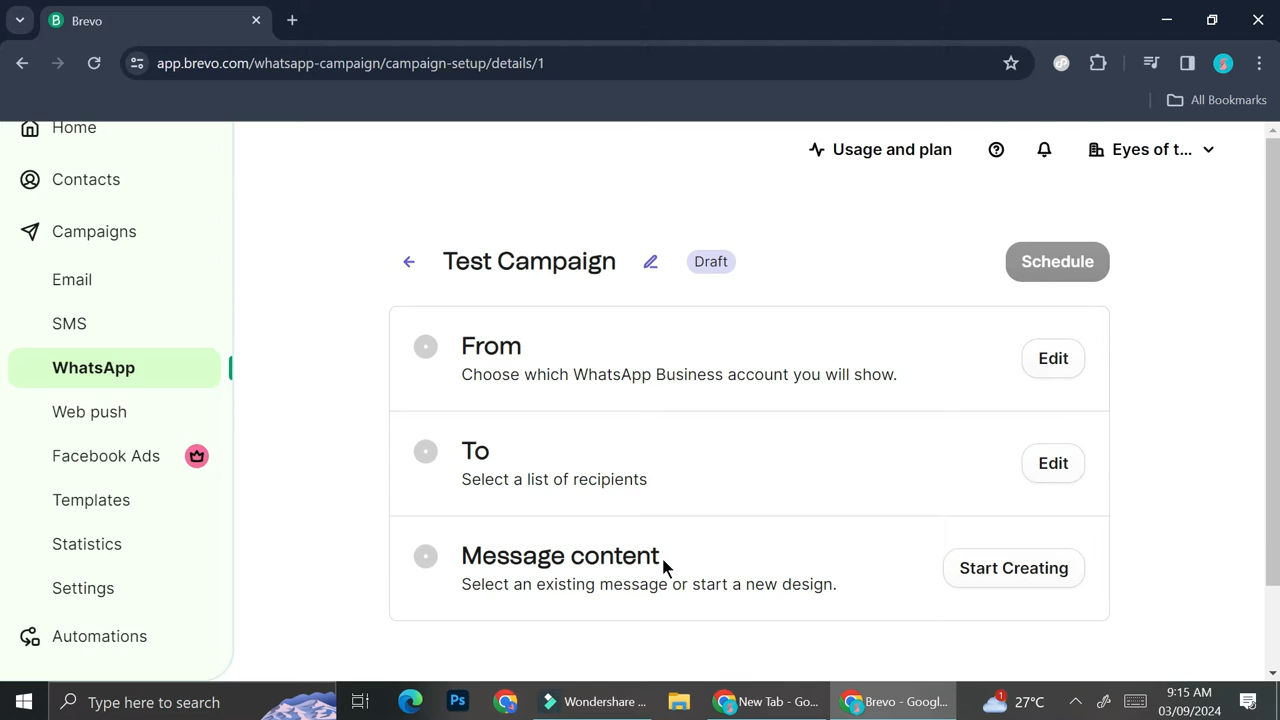 Brevo
app.brevo.com/whatsapp-campaign/campaign-setup/details/1
All Bookmarks
Home
Contacts
Campaigns
Email
SMS
WhatsApp
Web push
Facebook Ads
Templates
Statistics
Settings
Automations
Usage and plan
Eyes of t...
Test Campaign
Draft
Schedule
From
Choose which WhatsApp Business account you will show.
Edit
To
Select a list of recipients
Edit
Message content
Select an existing message or start a new design.
Start Creating
Type here to search
Ps
Wondershare ...
New Tab - Go...
Brevo - Googl...
1
27°C
9:15 AM
03/09/2024